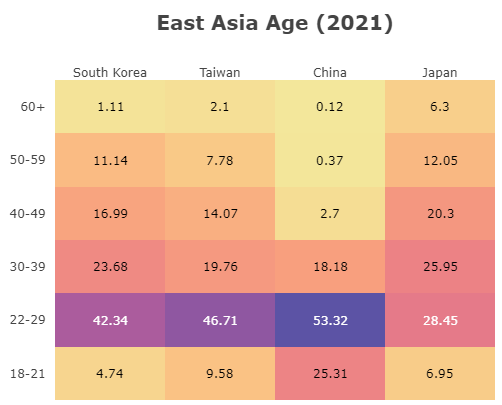 East Asia Age (2021)
South Korea Taiwan China Japan
60+ 1.11 2.1 0.12 6.3
50-59 11.14 7.78 0.37 12.05
40-49 16.99 14.07 2.7 20.3
30-39 23.68 19.76 18.18 25.95
22-29 42.34 46.71 53.32 28.45
18-21 4.74 9.58 25.31 6.95